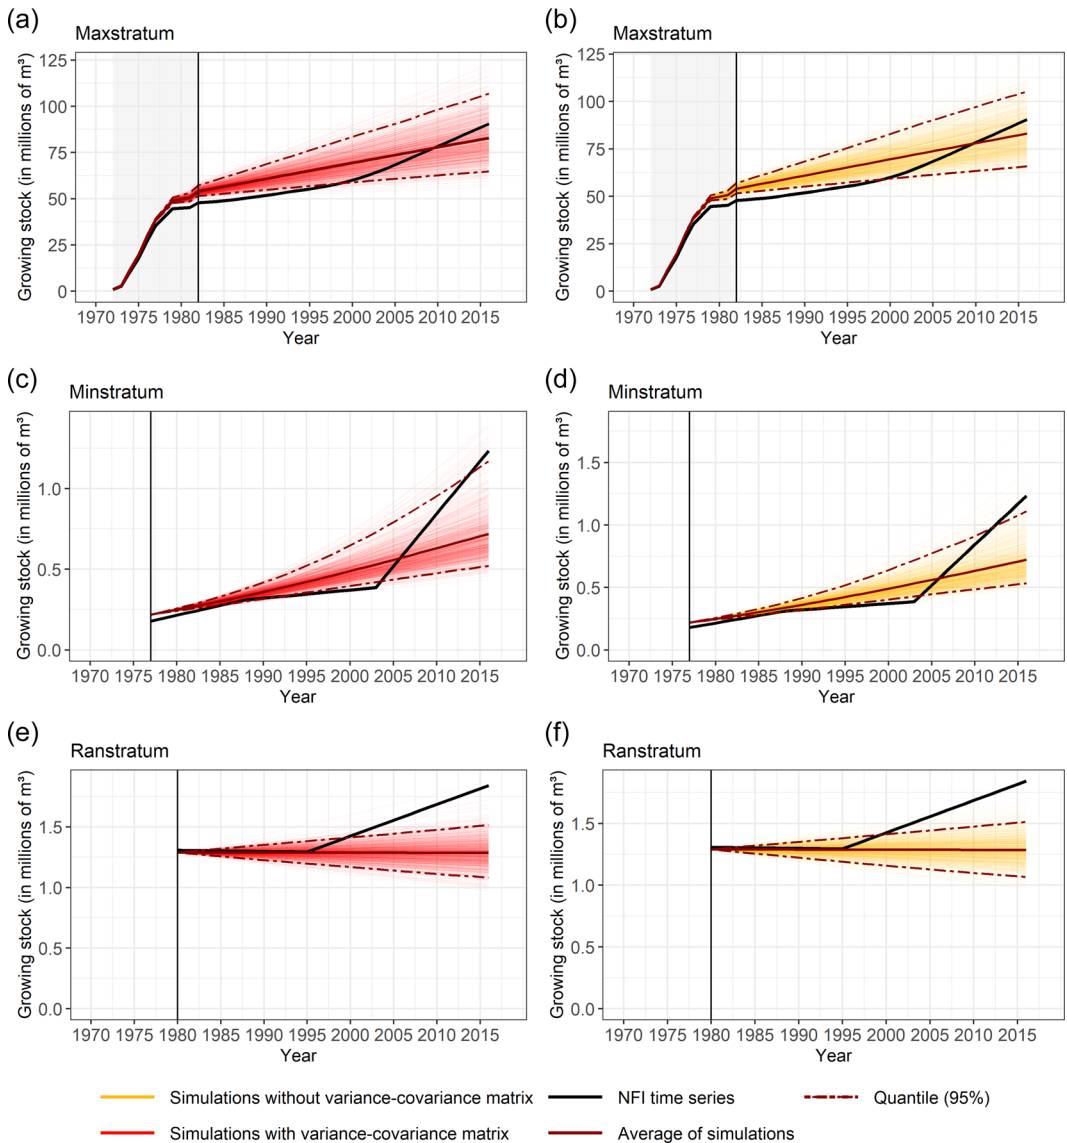 (a)
Maxstratum
Growing stock (in millions of m³)
125
100
75
50
25
0
1970 1975 1980 1985 1990 1995 2000 2005 2010 2015
Year
(b)
Maxstratum
Growing stock (in millions of m³)
125
100
75
50
25
0
1970 1975 1980 1985 1990 1995 2000 2005 2010 2015
Year
(c)
Minstratum
Growing stock (in millions of m³)
1.0
0.5
0.0
1970 1975 1980 1985 1990 1995 2000 2005 2010 2015
Year
(d)
Minstratum
Growing stock (in millions of m³)
1.5
1.0
0.5
0.0
1970 1975 1980 1985 1990 1995 2000 2005 2010 2015
Year
(e)
Ranstratum
Growing stock (in millions of m³)
1.5
1.0
0.5
0.0
1970 1975 1980 1985 1990 1995 2000 2005 2010 2015
Year
(f)
Ranstratum
Growing stock (in millions of m³)
1.5
1.0
0.5
0.0
1970 1975 1980 1985 1990 1995 2000 2005 2010 2015
Year
Simulations without variance-covariance matrix
NFI time series
Quantile (95%)
Simulations with variance-covariance matrix
Average of simulations